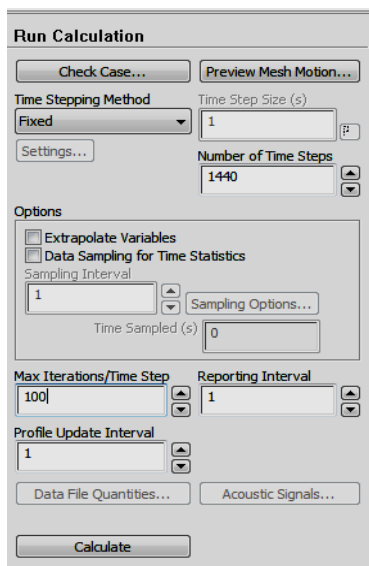 Run Calculation
Check Case... Preview Mesh Motion...
Time Stepping Method Time Step Size (s)
Fixed 1
P
Settings... Number of Time Steps
1440
Options
Extrapolate Variables
Data Sampling for Time Statistics
Sampling Interval
1 Sampling Options...
Time Sampled (s) 0
Max Iterations/Time Step Reporting Interval
100 1
Profile Update Interval
1
Data File Quantities... Acoustic Signals...
Calculate